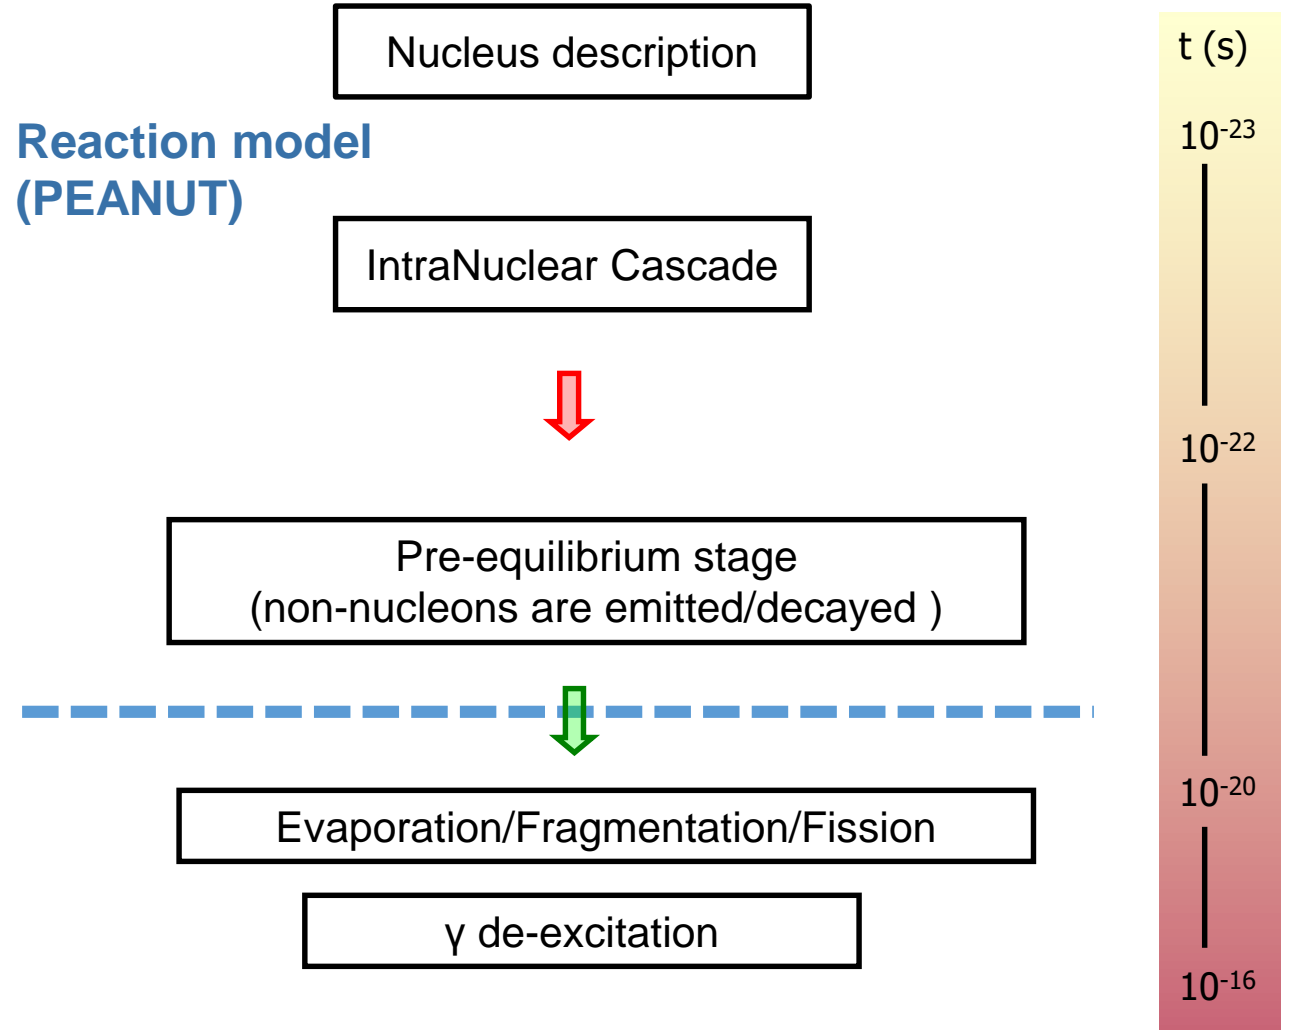 Nucleus description
Reaction model
(PEANUT)
IntraNuclear Cascade
Pre-equilibrium stage
(non-nucleons are emitted/decayed )
Evaporation/Fragmentation/Fission
γ de-excitation
t (s)
10⁻²³
10⁻²²
10⁻²⁰
10⁻¹⁶